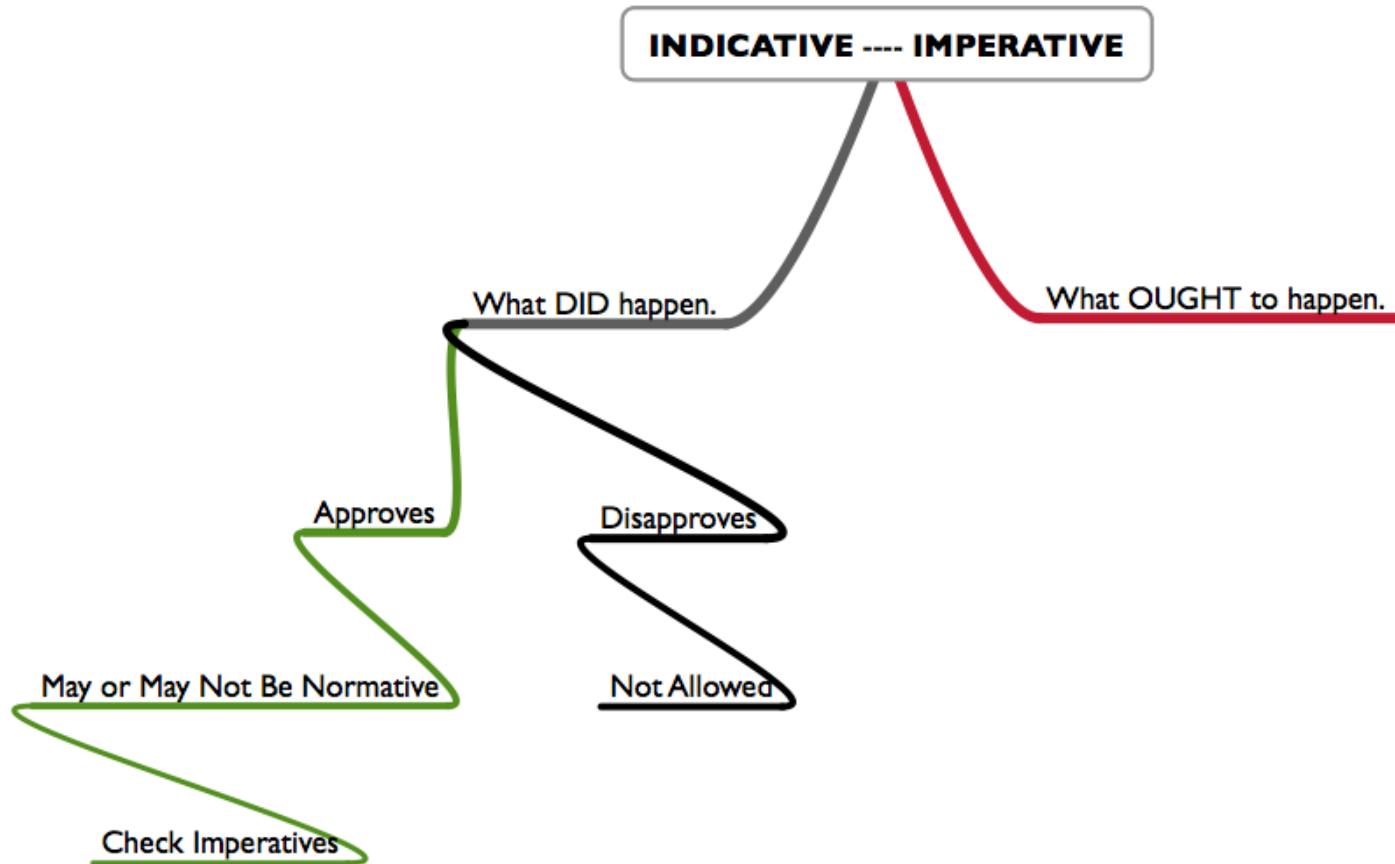 INDICATIVE ---- IMPERATIVE
What DID happen.
What OUGHT to happen.
Approves
Disapproves
May or May Not Be Normative
Not Allowed
Check Imperatives